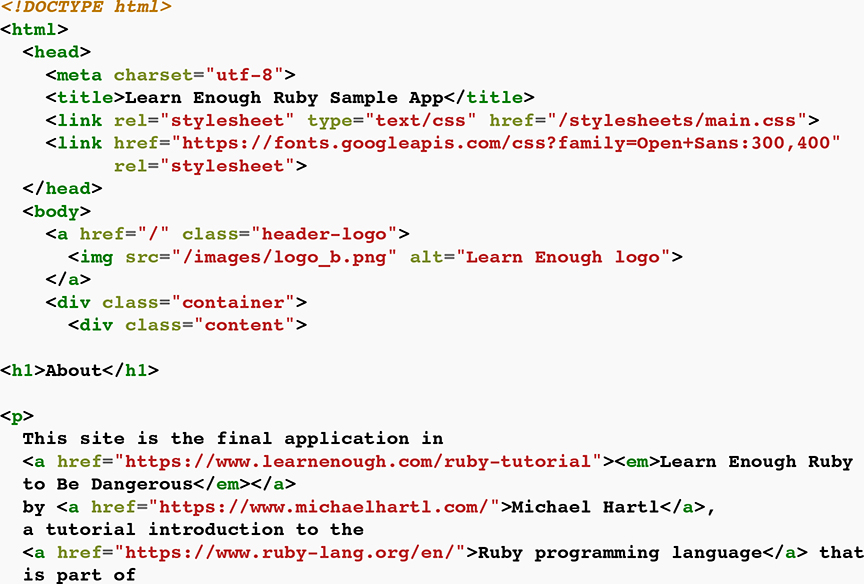 <!DOCTYPE html>
<html>
  <head>
    <meta charset="utf-8">
    <title>Learn Enough Ruby Sample App</title>
    <link rel="stylesheet" type="text/css" href="/stylesheets/main.css">
    <link href="https://fonts.googleapis.com/css?family=Open+Sans:300,400"
          rel="stylesheet">
  </head>
  <body>
    <a href="/" class="header-logo">
      <img src="/images/logo_b.png" alt="Learn Enough logo">
    </a>
    <div class="container">
      <div class="content">

<h1>About</h1>

<p>
  This site is the final application in
  <a href="https://www.learnenough.com/ruby-tutorial"><em>Learn Enough Ruby
  to Be Dangerous</em></a>
  by <a href="https://www.michaelhartl.com/">Michael Hartl</a>,
  a tutorial introduction to the
  <a href="https://www.ruby-lang.org/en/">Ruby programming language</a> that
  is part of